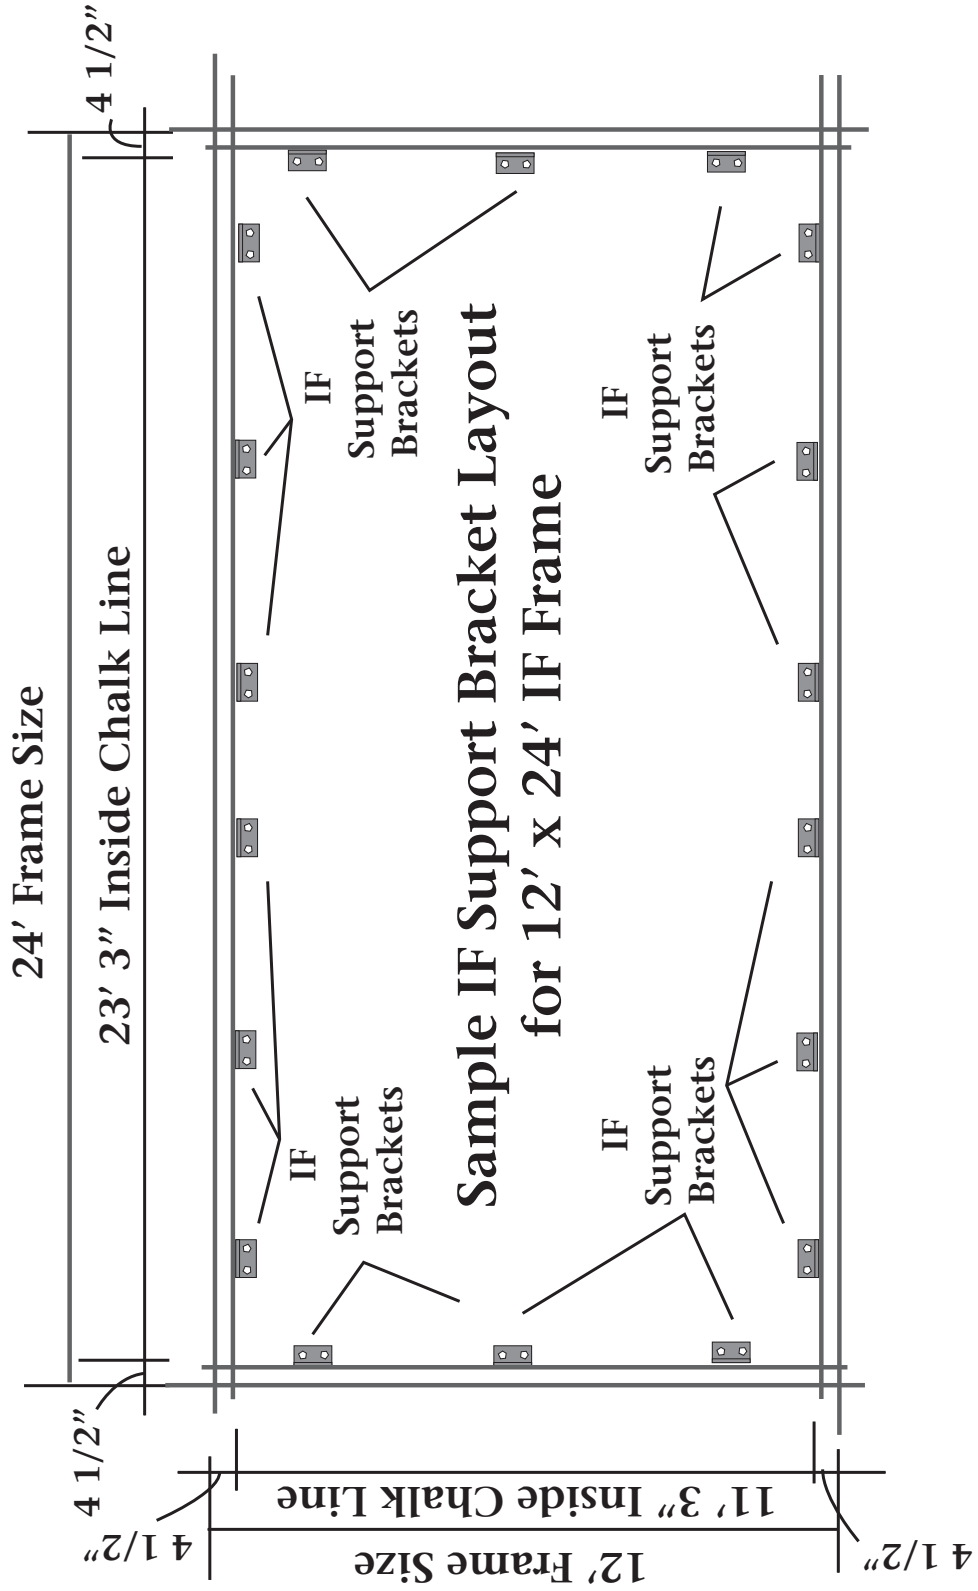 24′ Frame Size
23′ 3″ Inside Chalk Line
4 1/2″
4 1/2″
IF
Support
Brackets
IF
Support
Brackets
Sample IF Support Bracket Layout
for 12′ x 24′ IF Frame
IF
Support
Brackets
IF
Support
Brackets
4 1/2″
11′ 3″ Inside Chalk Line
12′ Frame Size
4 1/2″